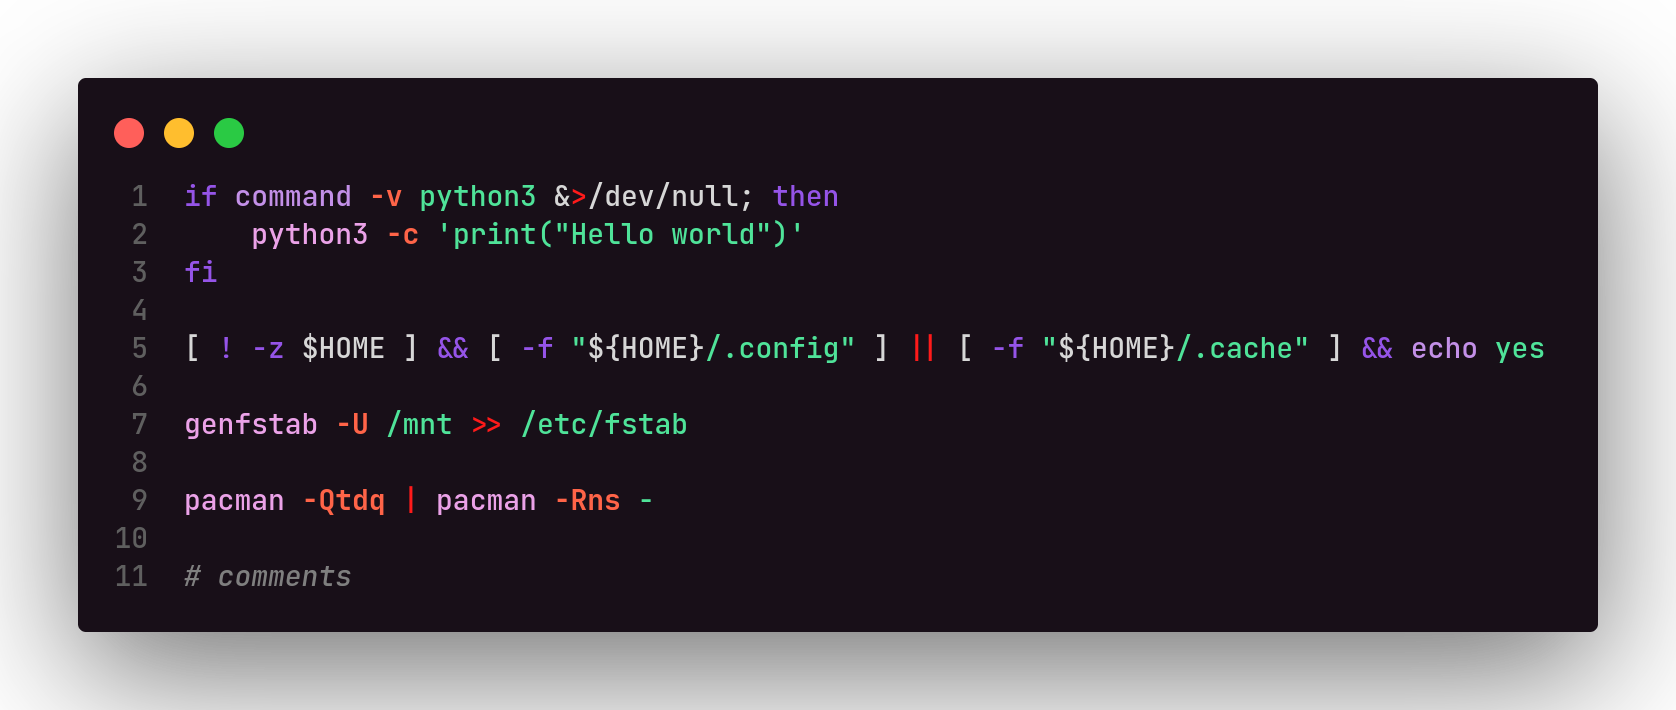 1 if command -v python3 &>/dev/null; then
2     python3 -c 'print("Hello world")'
3 fi
4
5 [ ! -z $HOME ] && [ -f "${HOME}/.config" ] || [ -f "${HOME}/.cache" ] && echo yes
6
7 genfstab -U /mnt >> /etc/fstab
8
9 pacman -Qtdq | pacman -Rns -
10
11 # comments